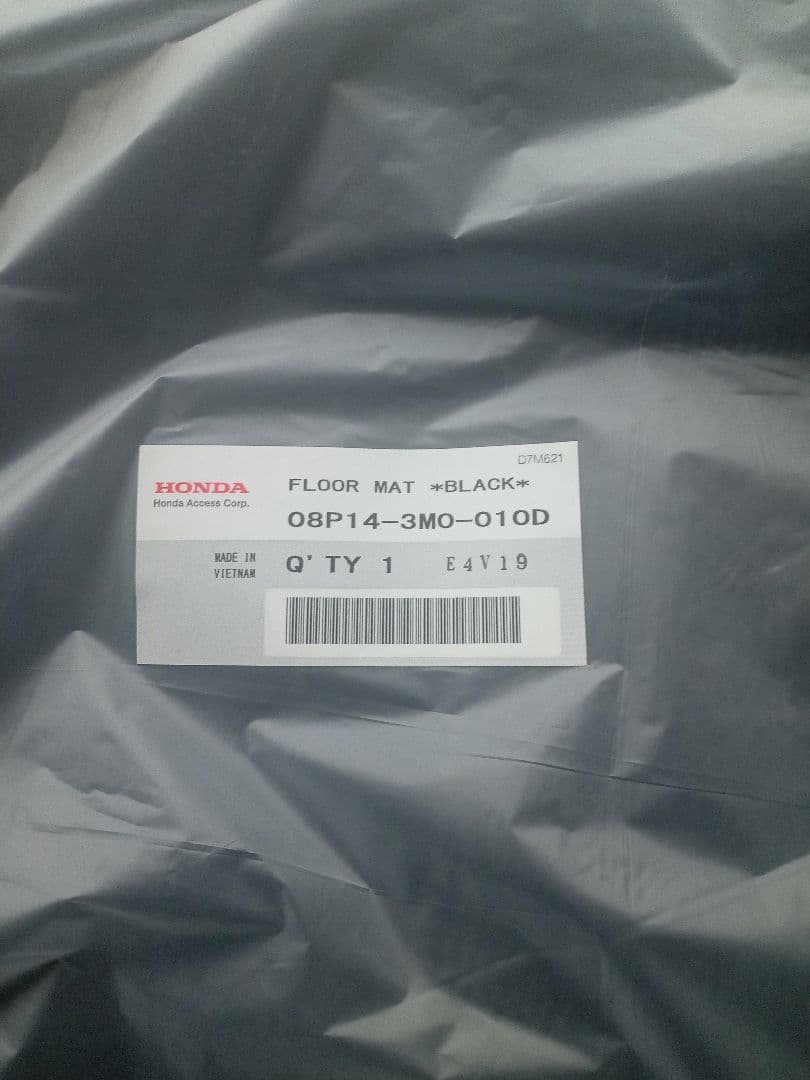 D7M621
HONDA
Honda Access Corp.
FLOOR MAT *BLACK*
08P14-3M0-010D
MADE IN
VIETNAM
Q'TY 1 E4V19